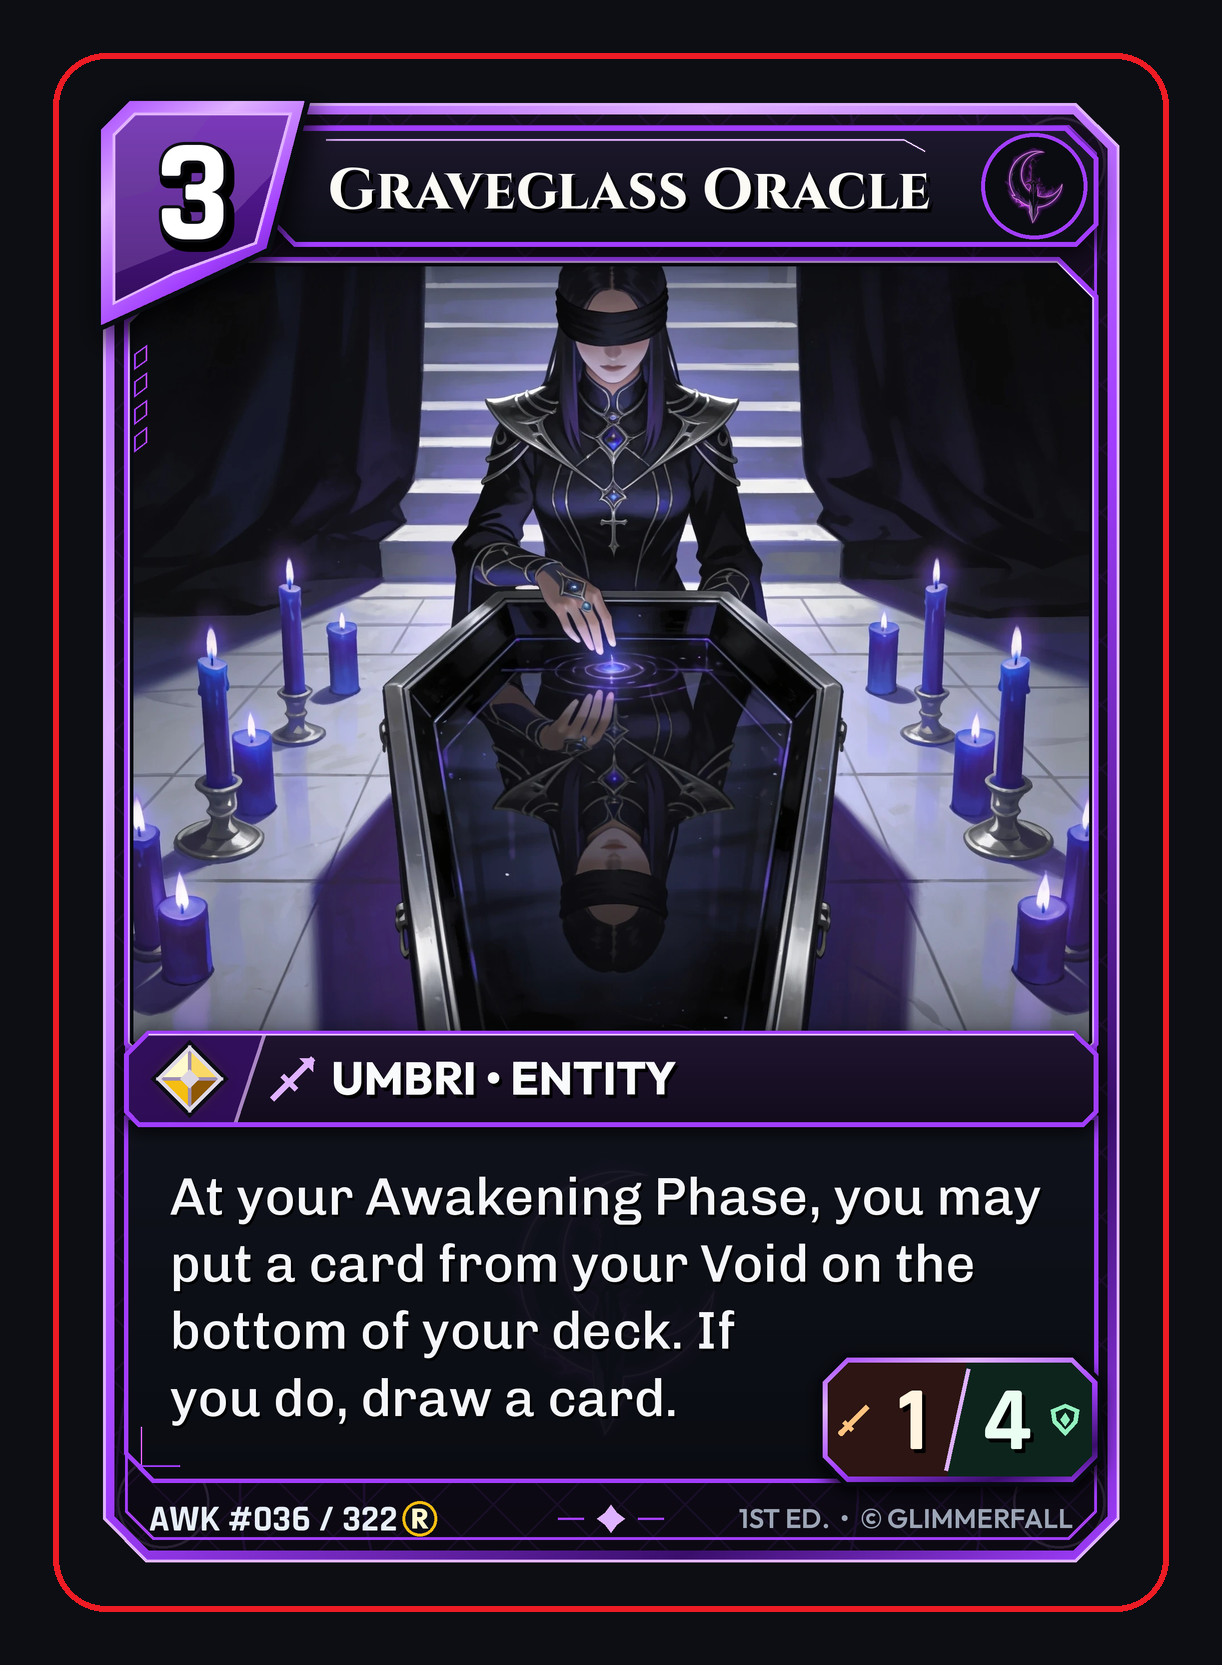 3
GRAVEGLASS ORACLE
UMBRI • ENTITY
At your Awakening Phase, you may
put a card from your Void on the
bottom of your deck. If
you do, draw a card.
1 / 4
AWK #036 / 322 R
1ST ED. • © GLIMMERFALL